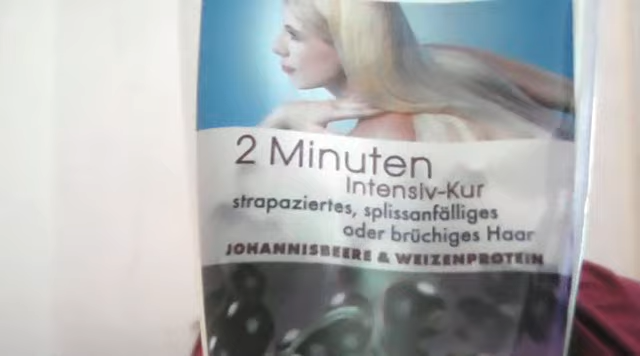 2 Minuten
Intensiv-Kur
strapaziertes, splissanfälliges
oder brüchiges Haar
JOHANNISBEERE & WEIZENPROTEIN